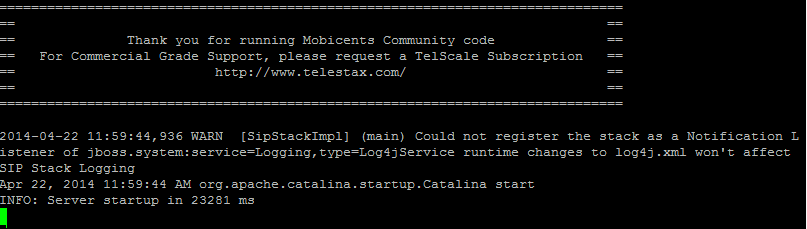 ==============================================================================
==                                                                          ==
==              Thank you for running Mobicents Community code              ==
==   For Commercial Grade Support, please request a TelScale Subscription   ==
==                         http://www.telestax.com/                         ==
==                                                                          ==
==============================================================================
2014-04-22 11:59:44,936 WARN  [SipStackImpl] (main) Could not register the stack as a Notification L
istener of jboss.system:service=Logging,type=Log4jService runtime changes to log4j.xml won't affect
SIP Stack Logging
Apr 22, 2014 11:59:44 AM org.apache.catalina.startup.Catalina start
INFO: Server startup in 23281 ms